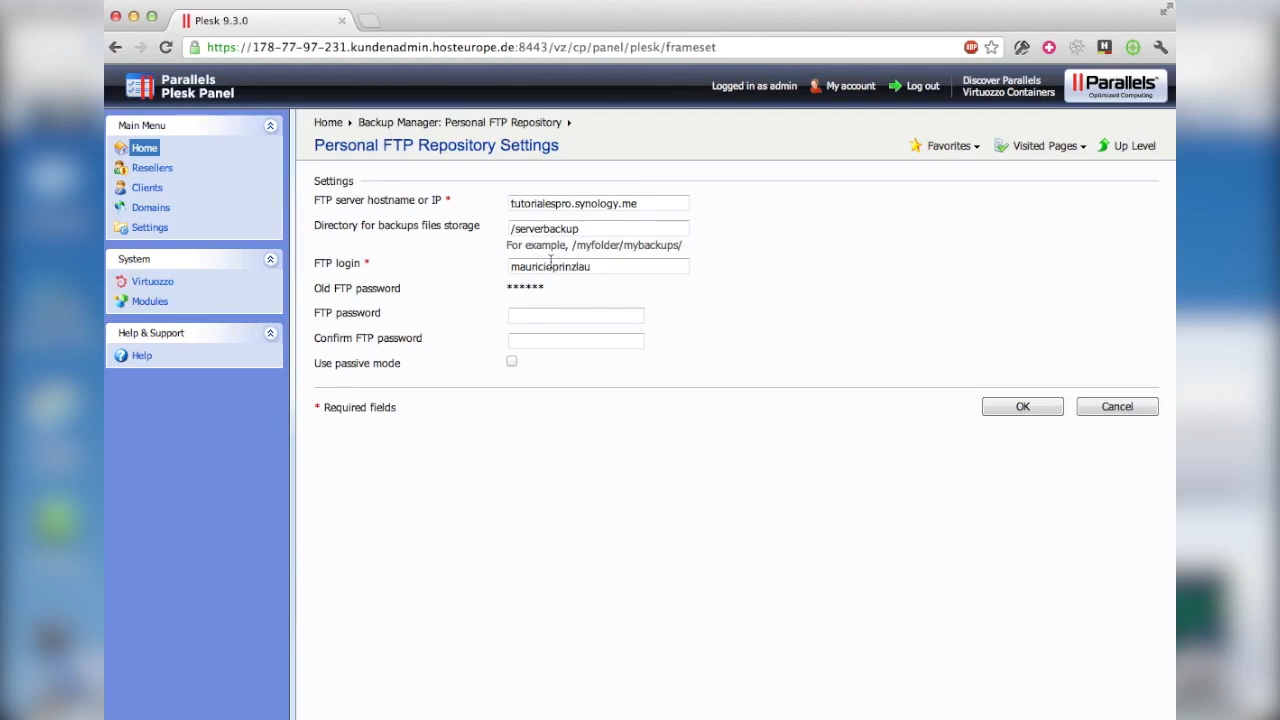 Plesk 9.3.0
https://178-77-97-231.kundenadmin.hosteurope.de:8443/vz/cp/panel/plesk/frameset
ABP
H
Parallels
Plesk Panel
Logged in as admin
My account
Log out
Discover Parallels
Virtuozzo Containers
Parallels
Optimized Computing
Main Menu
Home
Resellers
Clients
Domains
Settings
System
Virtuozzo
Modules
Help & Support
Help
Home
Backup Manager: Personal FTP Repository
Personal FTP Repository Settings
Favorites
Visited Pages
Up Level
Settings
FTP server hostname or IP *
tutorialespro.synology.me
Directory for backups files storage
/serverbackup
For example, /myfolder/mybackups/
FTP login *
mauricioprinzlau
Old FTP password
******
FTP password
Confirm FTP password
Use passive mode
* Required fields
OK
Cancel